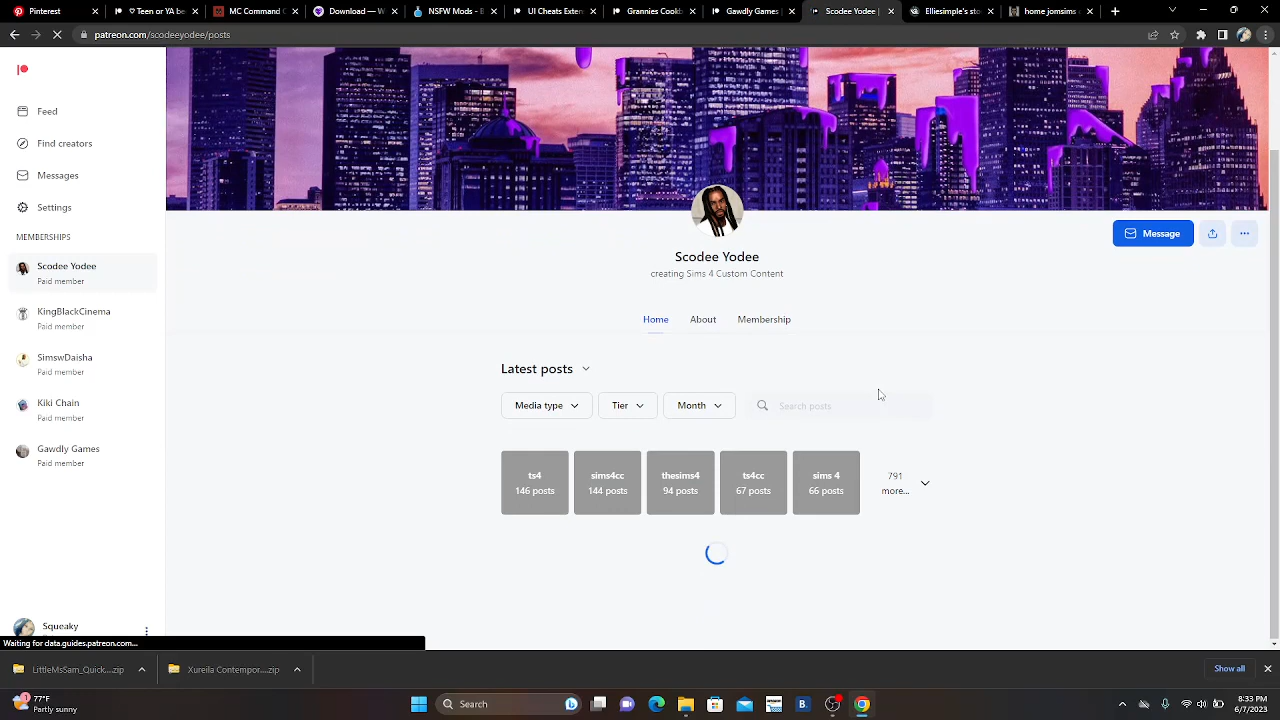 Pinterest
Teen or YA be
MC Command C
Download — W
NSFW Mods - B
UI Cheats Exten
Grannies Cookb
Gawdly Games |
Scodee Yodee |
Elliesimple's sto
home jomsims c
patreon.com/scodeeyodee/posts
Feed
Find creators
Messages
Settings
MEMBERSHIPS
Scodee Yodee
Paid member
KingBlackCinema
Paid member
SimswDaisha
Paid member
Kiki Chain
Paid member
Gawdly Games
Paid member
Squeaky
Scodee Yodee
creating Sims 4 Custom Content
Message
Home About Membership
Latest posts
Media type Tier Month Search posts
ts4 sims4cc thesims4 ts4cc sims 4 791
146 posts 144 posts 94 posts 67 posts 66 posts more...
Waiting for data.guides.patreon.com...
LittleMsSam_Quick....zip Xureila Contempor....zip Show all
77°F
Partly sunny
Search
8:33 PM
6/7/2023